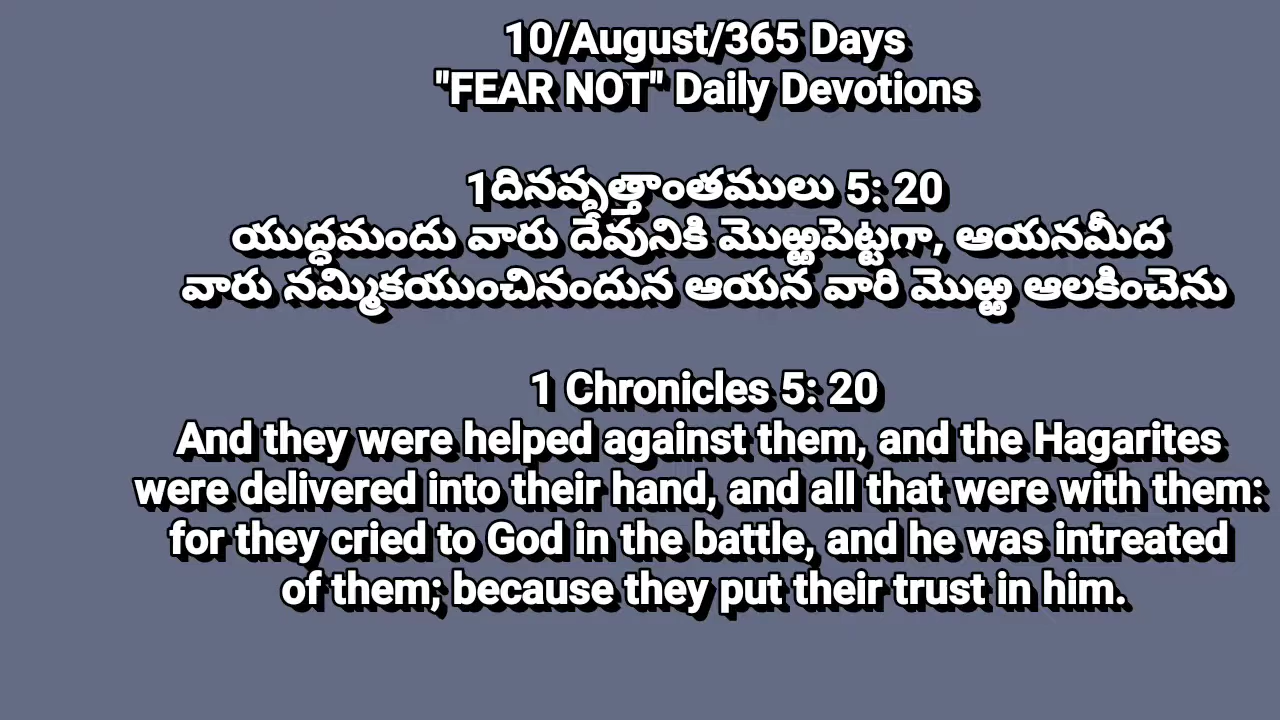 10/August/365 Days
"FEAR NOT" Daily Devotions
1దినవృత్తాంతములు 5: 20
యుద్ధమందు వారు దేవునికి మొఱ్ఱపెట్టగా, ఆయనమీద
వారు నమ్మికయుంచినందున ఆయన వారి మొఱ్ఱ ఆలకించెను
1 Chronicles 5: 20
And they were helped against them, and the Hagarites
were delivered into their hand, and all that were with them:
for they cried to God in the battle, and he was intreated
of them; because they put their trust in him.